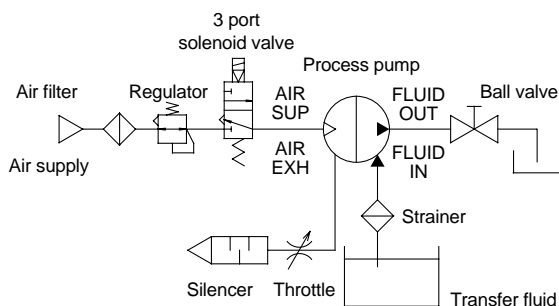 3 port
solenoid valve
Process pump
Air filter
Regulator
AIR
SUP
FLUID
OUT
Ball valve
Air supply
AIR
EXH
FLUID
IN
Strainer
Silencer
Throttle
Transfer fluid